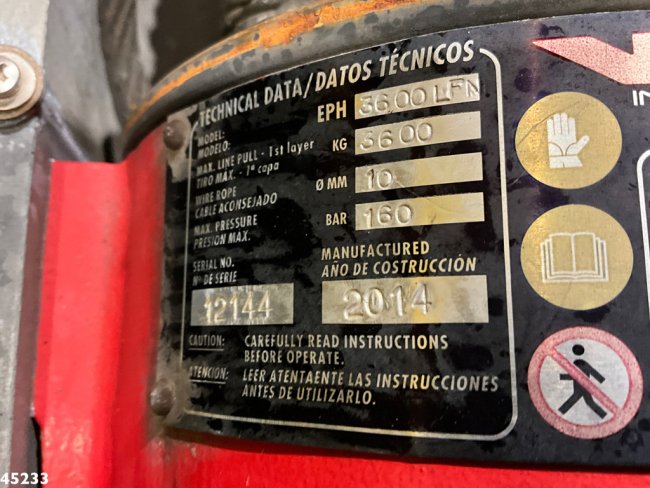 TECHNICAL DATA/DATOS TÉCNICOS
MODEL: EPH 3600 LFN
MODELO:
MAX. LINE PULL - 1st layer KG 3600
TIRO MAX. - 1ª capa
WIRE ROPE Ø MM 10
CABLE ACONSEJADO
MAX. PRESSURE BAR 160
PRESION MAX.
SERIAL NO. MANUFACTURED
Nº DE SERIE AÑO DE COSTRUCCIÓN
12144 2014
CAUTION: CAREFULLY READ INSTRUCTIONS
BEFORE OPERATE.
ATENCION: LEER ATENTAENTE LAS INSTRUCCIONES
ANTES DE UTILIZARLO.
45233